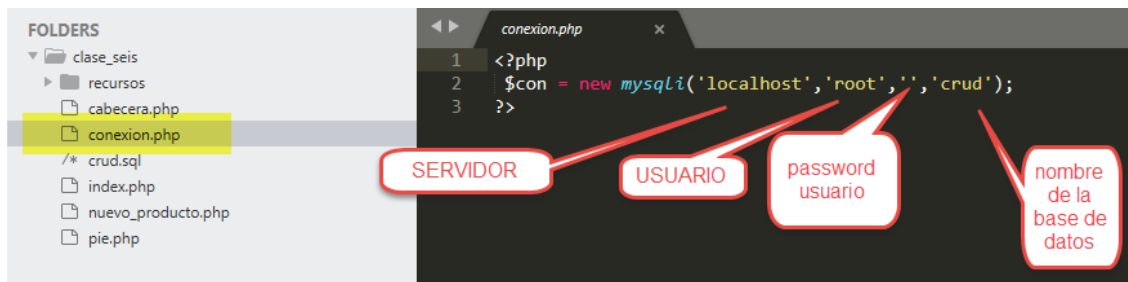 FOLDERS
clase_seis
recursos
cabecera.php
conexion.php
/* crud.sql
index.php
nuevo_producto.php
pie.php
conexion.php ×
1 <?php
2 $con = new mysqli('localhost','root','','crud');
3 ?>
SERVIDOR
USUARIO
password
usuario
nombre
de la
base de
datos